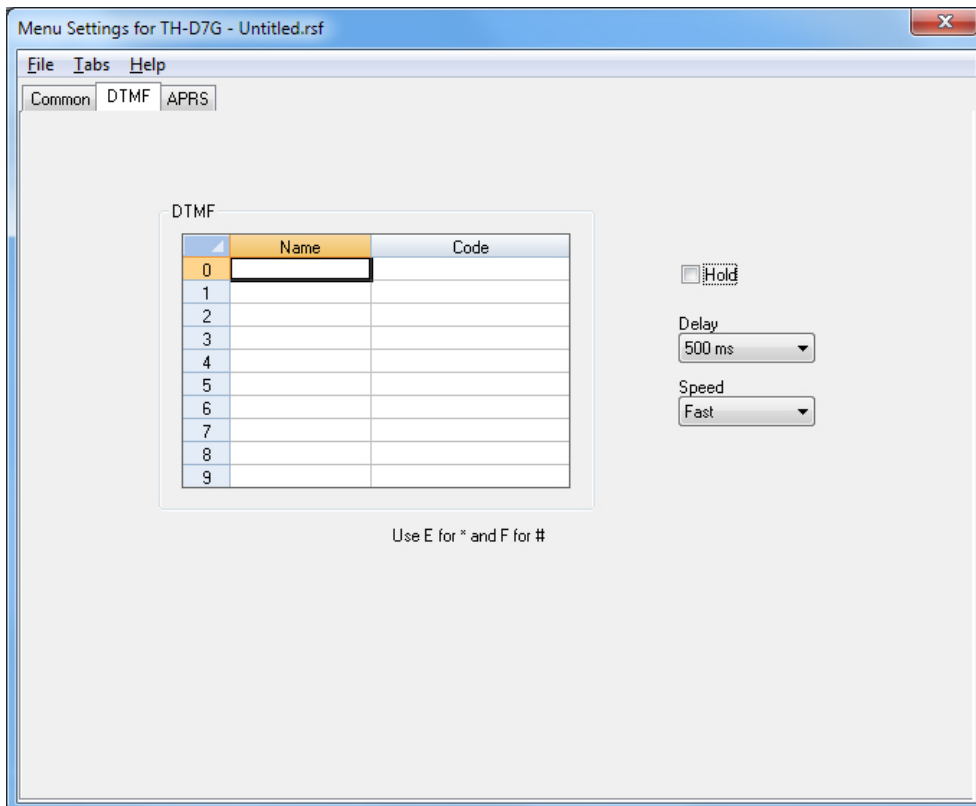 Menu Settings for TH-D7G - Untitled.rsf
X
File Tabs Help
Common DTMF APRS
DTMF
Name Code
0
1
2
3
4
5
6
7
8
9
Hold
Delay
500 ms
Speed
Fast
Use E for * and F for #